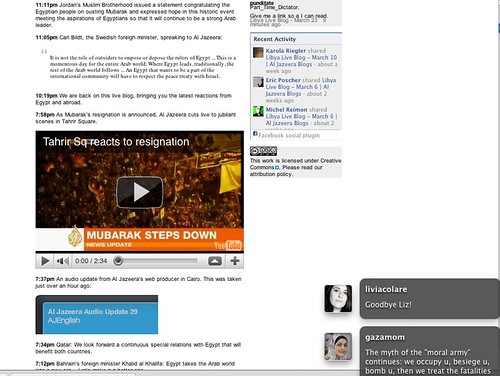 11:11pm Jordan's Muslim Brotherhood issued a statement congratulating the
Egyptian people on ousting Mubarak and expressed hope in this historic event
meeting the aspirations of Egyptians so that it will continue to be a strong Arab
leader.
11:05pm Carl Bildt, the Swedish foreign minister, speaking to Al Jazeera:
It is not the role of outsiders to impose or depose the rulers of Egypt ... This is a
momentous day for the entire Arab world. Where Egypt leads, traditionally, the
rest of the Arab world follows ... An Egypt that wants to be a part of the
international community will have to respect the peace treaty with Israel.
10:19pm We are back on this live blog, bringing you the latest reactions from
Egypt and abroad.
7:58pm As Mubarak's resignation is announced, Al Jazeera cuts live to jubilant
scenes in Tahrir Square.
Tahrir Sq reacts to resignation
MUBARAK STEPS DOWN
NEWS UPDATE
YouTube
0:00 / 2:34
7:37pm An audio update from Al Jazeera's web producer in Cairo. This was taken
just over an hour ago:
Al Jazeera Audio Update 29
AJEnglish
7:34pm Qatar: We look forward a continuous special relations with Egypt that will
benefit both countries.
7:12pm Bahrain's foreign minister Khalid al Khalifa: Egypt takes the Arab world
punditate
Part_Time_Dictator,
Give me a link so I can read.
Libya Live Blog - March 23 9
minutes ago
Recent Activity
Karola Riegler shared
Libya Live Blog - March 10
| Al Jazeera Blogs · about a
week ago
Eric Poscher shared Libya
Live Blog - March 6 | Al
Jazeera Blogs · about 2
weeks ago
Michel Reimon shared
Libya Live Blog - March 6
| Al Jazeera Blogs · about
2 weeks ago
Facebook social plugin
This work is licensed under Creative
Commons. Please read our
attribution policy.
liviacolare
Goodbye Liz!
gazamom
The myth of the "moral army"
continues: we occupy u, besiege u,
bomb u, then we treat the fatalities